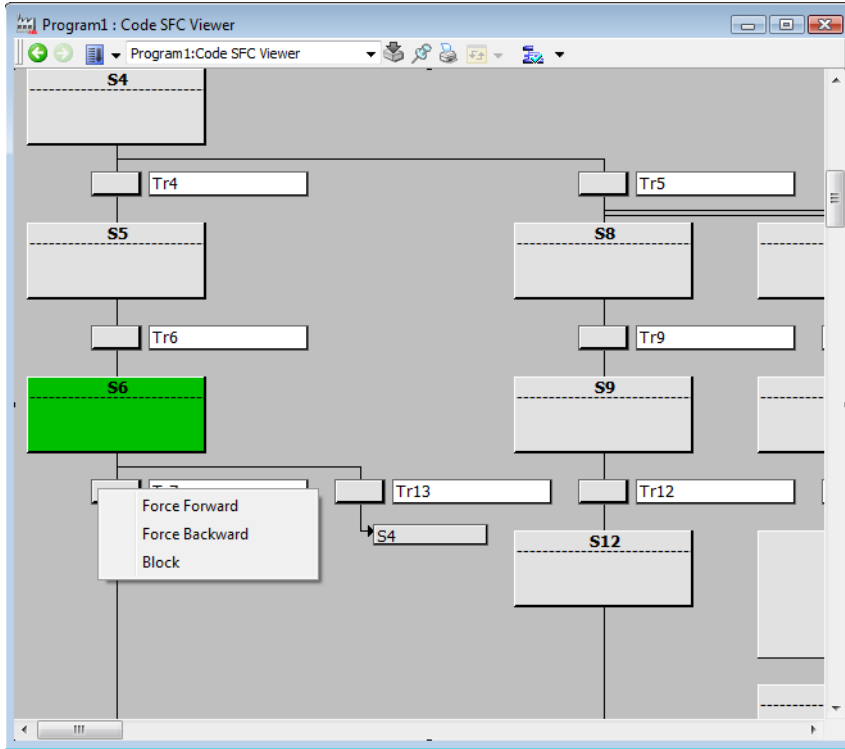 Program1 : Code SFC Viewer
Program1:Code SFC Viewer
S4
Tr4
Tr5
S5
S8
Tr6
Tr9
S6
S9
Tr13
Tr12
Force Forward
Force Backward
Block
S4
S12